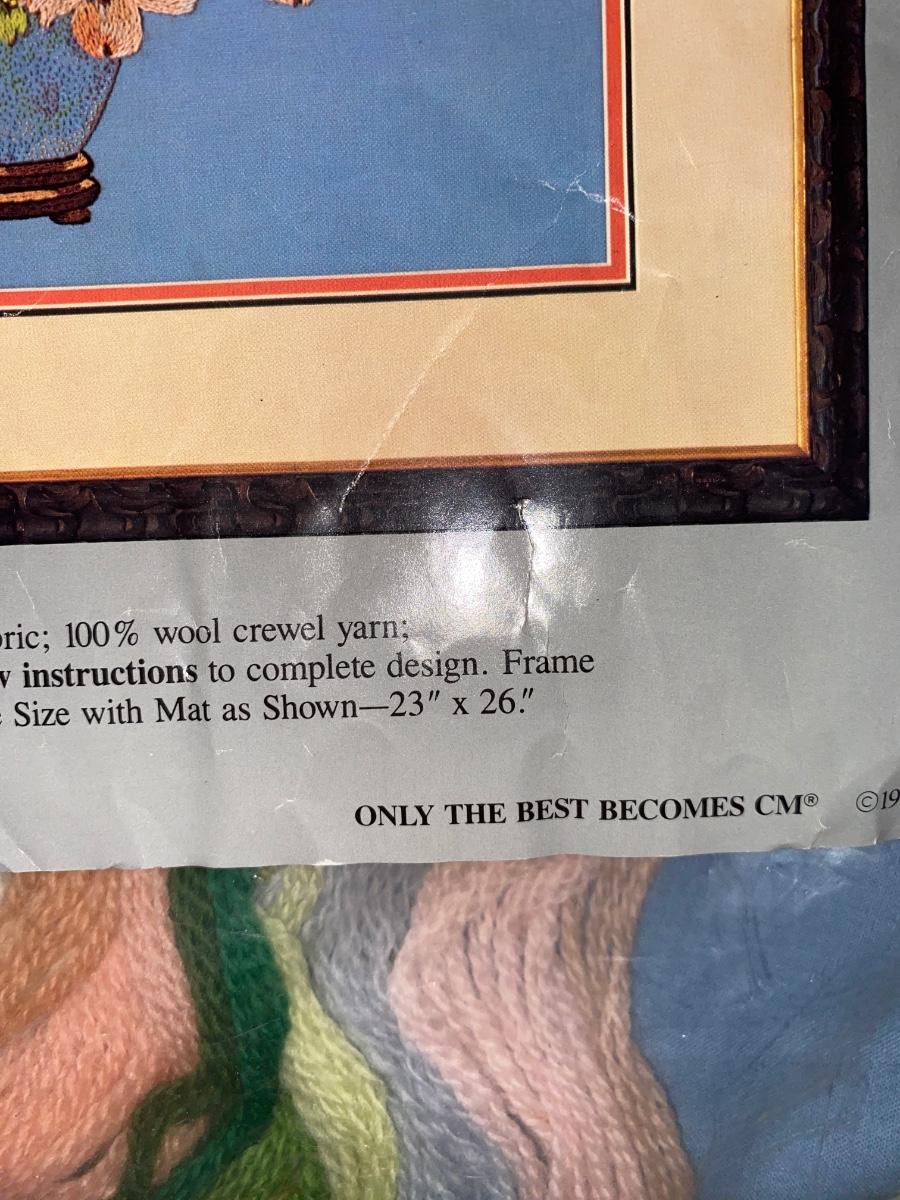 100% wool crewel yarn;
instructions to complete design. Frame
Size with Mat as Shown—23″ x 26.″
ONLY THE BEST BECOMES CM® ©19